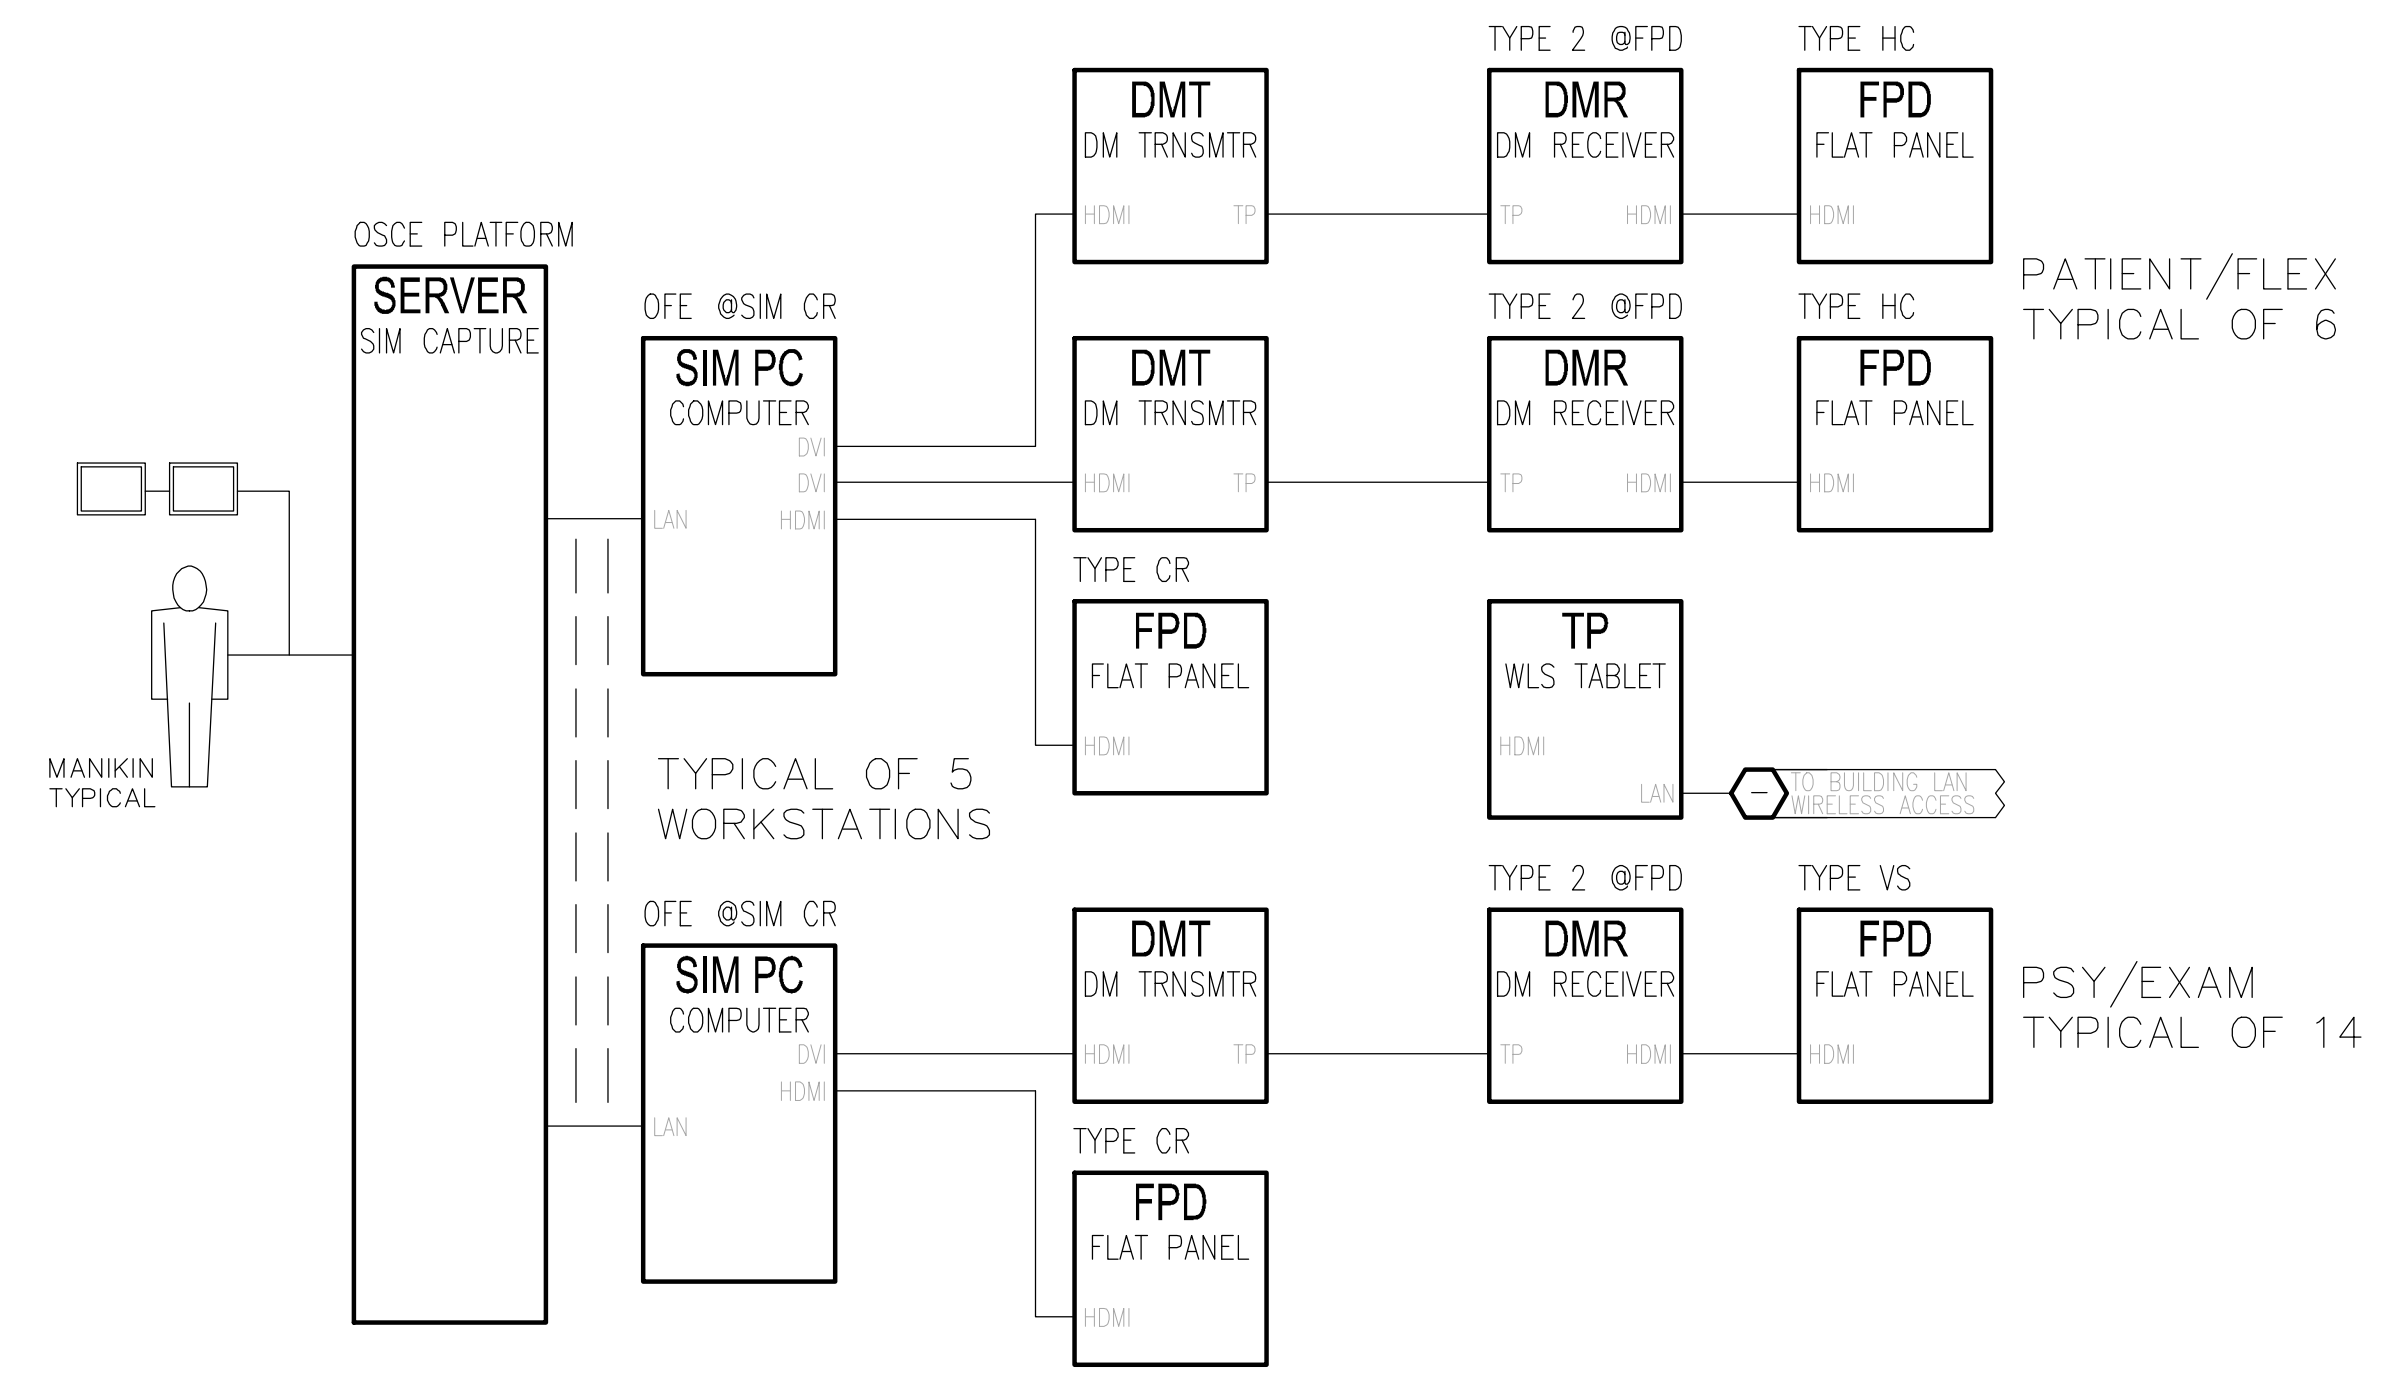 TYPE 2 @FPD
TYPE HC
DMT
DM TRNSMTR
HDMI
TP
DMR
DM RECEIVER
TP
HDMI
FPD
FLAT PANEL
HDMI
PATIENT/FLEX
TYPICAL OF 6
OSCE PLATFORM
SERVER
SIM CAPTURE
OFE @SIM CR
SIM PC
COMPUTER
DVI
DVI
LAN
HDMI
TYPE 2 @FPD
TYPE HC
DMT
DM TRNSMTR
HDMI
TP
DMR
DM RECEIVER
TP
HDMI
FPD
FLAT PANEL
HDMI
TYPE CR
FPD
FLAT PANEL
HDMI
TP
WLS TABLET
HDMI
LAN
–
TO BUILDING LAN
WIRELESS ACCESS
MANIKIN
TYPICAL
TYPICAL OF 5
WORKSTATIONS
OFE @SIM CR
SIM PC
COMPUTER
DVI
HDMI
LAN
TYPE 2 @FPD
TYPE VS
DMT
DM TRNSMTR
HDMI
TP
DMR
DM RECEIVER
TP
HDMI
FPD
FLAT PANEL
HDMI
PSY/EXAM
TYPICAL OF 14
TYPE CR
FPD
FLAT PANEL
HDMI